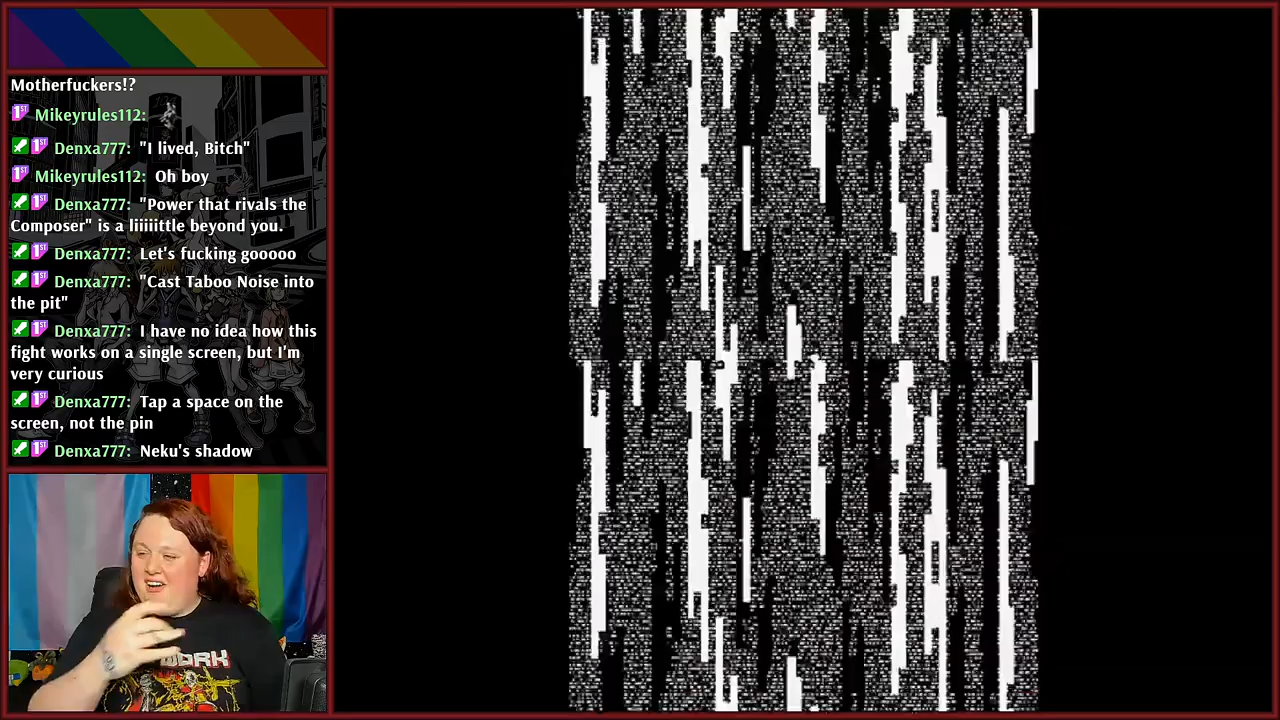 Motherfuckers!?
Mikeyrules112:
Denxa777: "I lived, Bitch"
Mikeyrules112: Oh boy
Denxa777: "Power that rivals the
Composer" is a liiiiittle beyond you.
Denxa777: Let's fucking gooooo
Denxa777: "Cast Taboo Noise into
the pit"
Denxa777: I have no idea how this
fight works on a single screen, but I'm
very curious
Denxa777: Tap a space on the
screen, not the pin
Denxa777: Neku's shadow